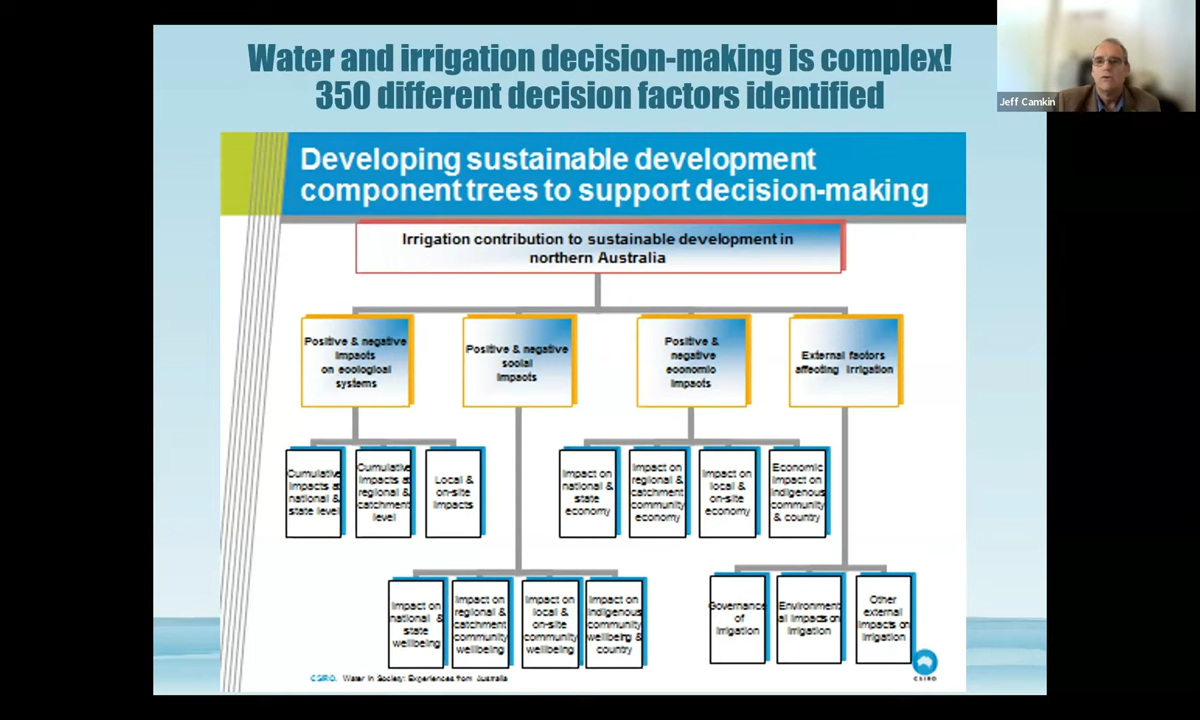 Water and irrigation decision-making is complex!
350 different decision factors identified
Jeff Camkin
Developing sustainable development
component trees to support decision-making
Irrigation contribution to sustainable development in
northern Australia
Positive & negative
impacts
on ecological
systems
Positive & negative
social
impacts
Positive &
negative
economic
impacts
External factors
affecting irrigation
Cumulative
impacts at
national &
state level
Cumulative
impacts at
regional &
catchment
level
Local &
on-site
impacts
Impact on
national &
state
economy
Impact on
regional &
catchment
community
economy
Impact on
local &
on-site
economy
Economic
impact on
indigenous
community
& country
Impact on
national &
state
wellbeing
Impact on
regional &
catchment
community
wellbeing
Impact on
local &
on-site
community
wellbeing
Impact on
indigenous
community
wellbeing &
country
Governance
of
irrigation
Environment
al impacts on
irrigation
Other
external
impacts on
irrigation
CSIRO. Water in Society: Experiences from Australia
CSIRO